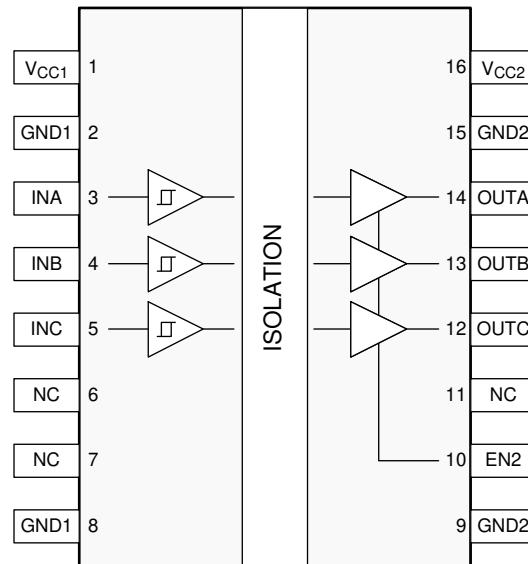 VCC1 1 16 VCC2
GND1 2 15 GND2
INA 3 14 OUTA
INB 4 13 OUTB
INC 5 12 OUTC
NC 6 11 NC
NC 7 10 EN2
GND1 8 9 GND2
ISOLATION